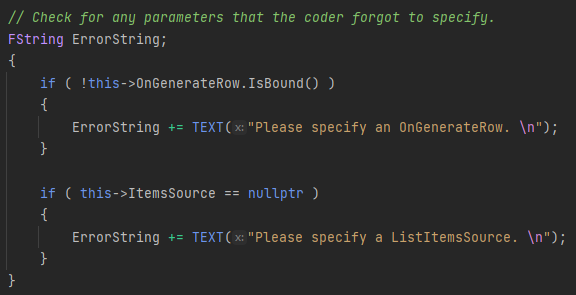 // Check for any parameters that the coder forgot to specify.
FString ErrorString;
{
    if ( !this->OnGenerateRow.IsBound() )
    {
        ErrorString += TEXT(x:"Please specify an OnGenerateRow. \n");
    }

    if ( this->ItemsSource == nullptr )
    {
        ErrorString += TEXT(x:"Please specify a ListItemsSource. \n");
    }
}